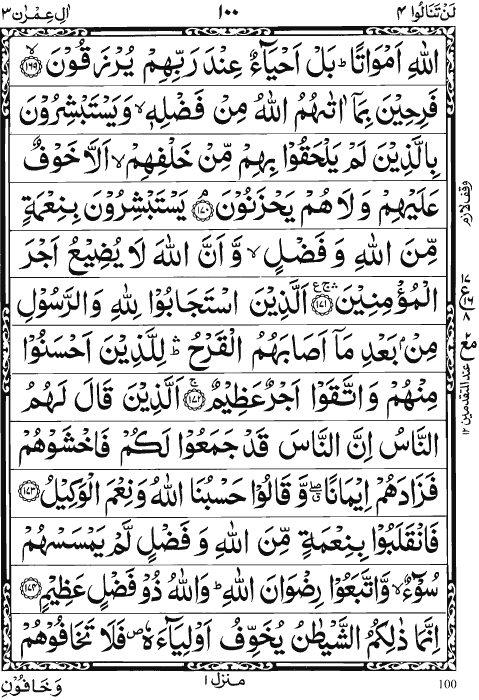 لَنْ تَنَالُوا ٤ ١٠٠ اٰلِ عِمْرٰن ٣
اللّٰهِ اَمْوَاتًا ؕ بَلْ اَحْيَآءٌ عِنْدَ رَبِّهِمْ يُرْزَقُوْنَ ۙ﴿١٦٩﴾
فَرِحِيْنَ بِمَاۤ اٰتٰىهُمُ اللّٰهُ مِنْ فَضْلِهٖ ۙ وَيَسْتَبْشِرُوْنَ
بِالَّذِيْنَ لَمْ يَلْحَقُوْا بِهِمْ مِّنْ خَلْفِهِمْ ۙ اَلَّا خَوْفٌ
عَلَيْهِمْ وَلَا هُمْ يَحْزَنُوْنَ ۘ﴿١٧٠﴾ يَسْتَبْشِرُوْنَ بِنِعْمَةٍ
مِّنَ اللّٰهِ وَفَضْلٍ ۙ وَّاَنَّ اللّٰهَ لَا يُضِيْعُ اَجْرَ
الْمُؤْمِنِيْنَ ﴿١٧١﴾ اَلَّذِيْنَ اسْتَجَابُوْا لِلّٰهِ وَالرَّسُوْلِ
مِنْۢ بَعْدِ مَاۤ اَصَابَهُمُ الْقَرْحُ ؕ لِلَّذِيْنَ اَحْسَنُوْا
مِنْهُمْ وَاتَّقَوْا اَجْرٌ عَظِيْمٌ ۚ﴿١٧٢﴾ اَلَّذِيْنَ قَالَ لَهُمُ
النَّاسُ اِنَّ النَّاسَ قَدْ جَمَعُوْا لَكُمْ فَاخْشَوْهُمْ
فَزَادَهُمْ اِيْمَانًا ۖۗ وَّقَالُوْا حَسْبُنَا اللّٰهُ وَنِعْمَ الْوَكِيْلُ ﴿١٧٣﴾
فَانْقَلَبُوْا بِنِعْمَةٍ مِّنَ اللّٰهِ وَفَضْلٍ لَّمْ يَمْسَسْهُمْ
سُوْٓءٌ ۙ وَّاتَّبَعُوْا رِضْوَانَ اللّٰهِ ؕ وَاللّٰهُ ذُوْ فَضْلٍ عَظِيْمٍ ﴿١٧٤﴾
اِنَّمَا ذٰلِكُمُ الشَّيْطٰنُ يُخَوِّفُ اَوْلِيَآءَهٗ ۪ فَلَا تَخَافُوْهُمْ
وقف لازم
مع
عند المتقدمين ١٢
وَخَافُوْنِ منزل ١ 100